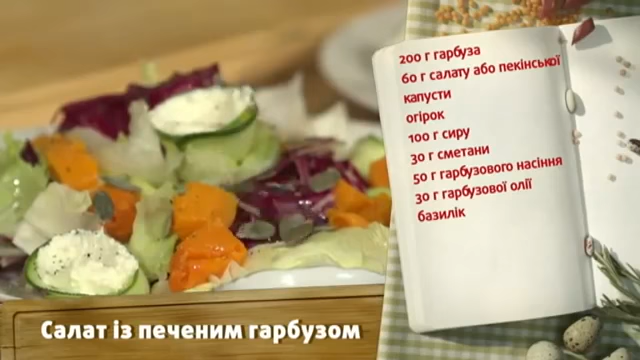 200 г гарбуза
60 г салату або пекінської
капусти
огірок
100 г сиру
30 г сметани
50 г гарбузового насіння
30 г гарбузової олії
базилік
Салат із печеним гарбузом